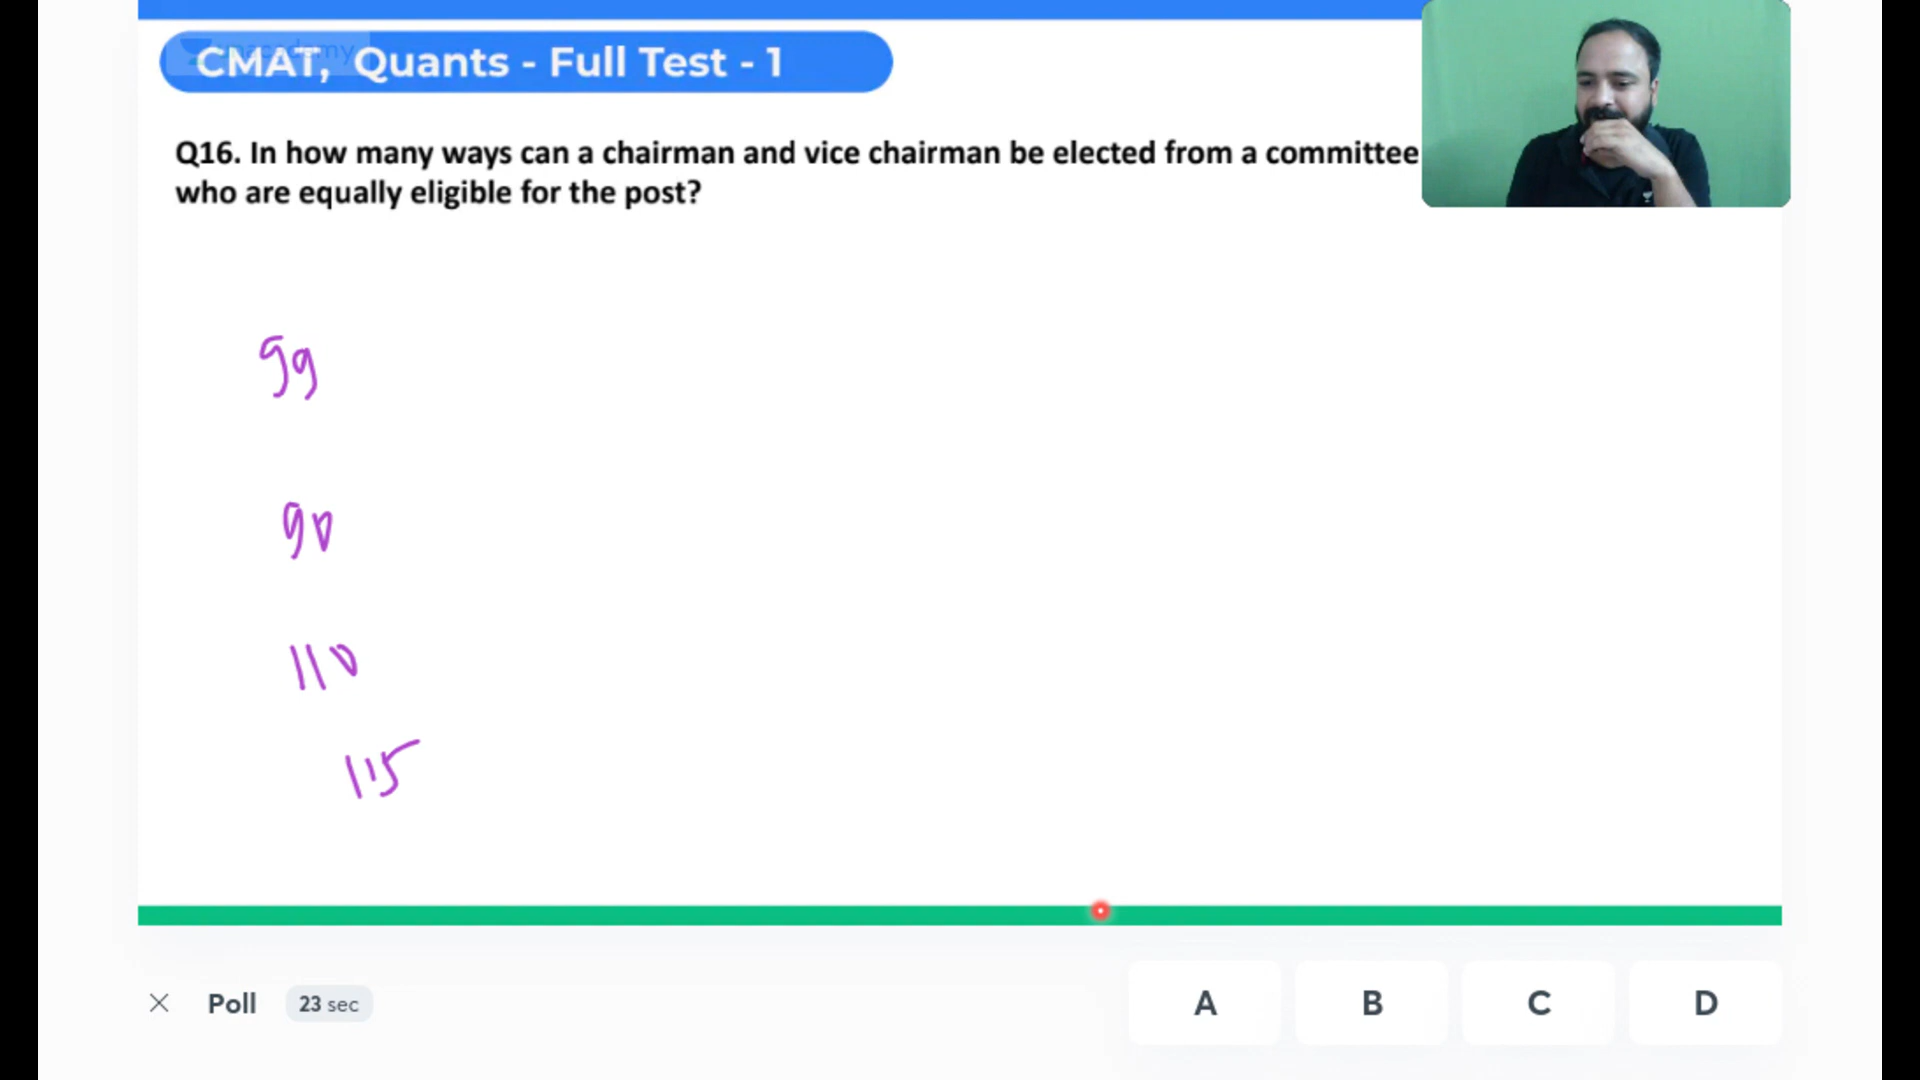 CMAT, Quants - Full Test - 1
Q16. In how many ways can a chairman and vice chairman be elected from a committee
who are equally eligible for the post?
99
90
110
115
Poll 23 sec A B C D